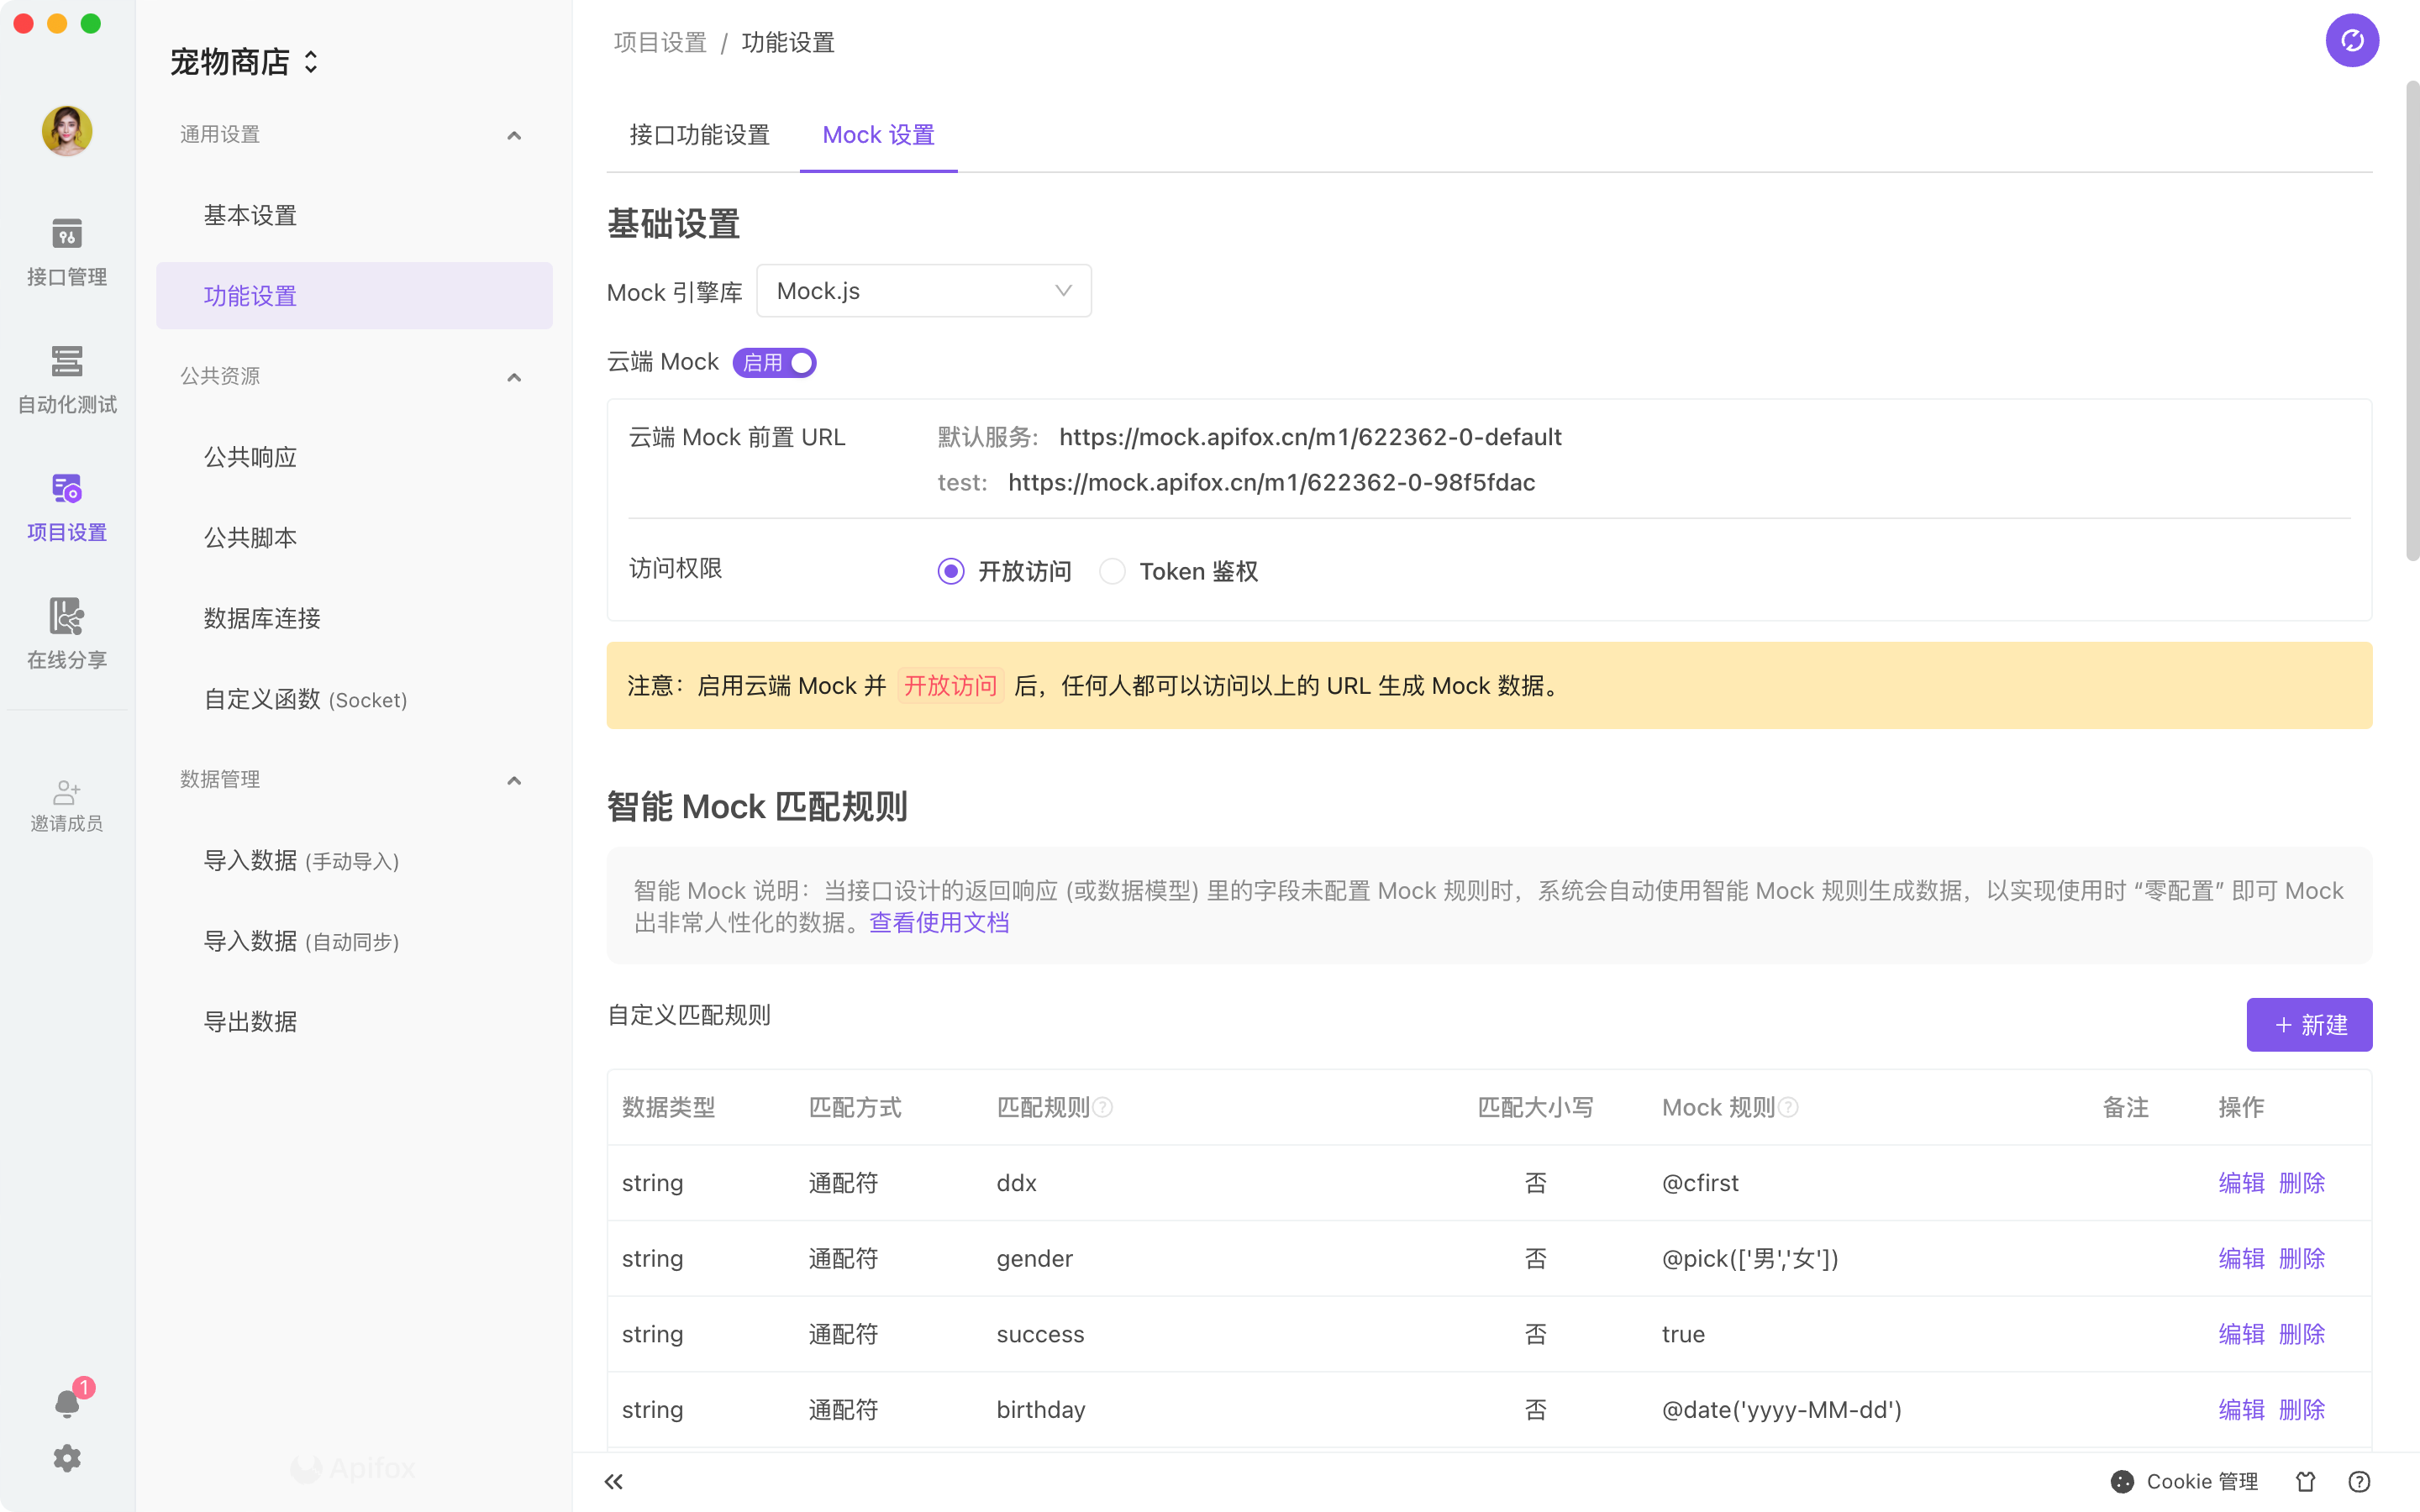 宠物商店
通用设置
基本设置
功能设置
公共资源
公共响应
公共脚本
数据库连接
自定义函数 (Socket)
数据管理
导入数据 (手动导入)
导入数据 (自动同步)
导出数据
Apifox
接口管理
自动化测试
项目设置
在线分享
邀请成员
1
项目设置 / 功能设置
接口功能设置 Mock 设置
基础设置
Mock 引擎库 Mock.js
云端 Mock 启用
云端 Mock 前置 URL 默认服务: https://mock.apifox.cn/m1/622362-0-default
test: https://mock.apifox.cn/m1/622362-0-98f5fdac
访问权限 开放访问 Token 鉴权
注意：启用云端 Mock 并 开放访问 后，任何人都可以访问以上的 URL 生成 Mock 数据。
智能 Mock 匹配规则
智能 Mock 说明：当接口设计的返回响应 (或数据模型) 里的字段未配置 Mock 规则时，系统会自动使用智能 Mock 规则生成数据，以实现使用时 “零配置” 即可 Mock
出非常人性化的数据。查看使用文档
自定义匹配规则
+ 新建
数据类型 匹配方式 匹配规则 匹配大小写 Mock 规则 备注 操作
string 通配符 ddx 否 @cfirst 编辑 删除
string 通配符 gender 否 @pick(['男','女']) 编辑 删除
string 通配符 success 否 true 编辑 删除
string 通配符 birthday 否 @date('yyyy-MM-dd') 编辑 删除
Cookie 管理